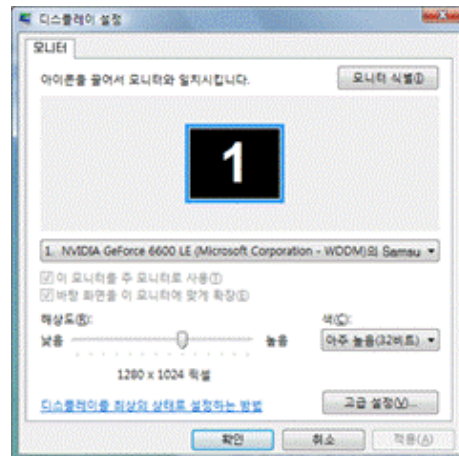 디스플레이 설정
모니터
아이콘을 끌어서 모니터와 일치시킵니다.
모니터 식별(I)
1
1. NVIDIA GeForce 6600 LE (Microsoft Corporation - WDDM)의 Samsu
이 모니터를 주 모니터로 사용(T)
바탕 화면을 이 모니터에 맞게 확장(E)
해상도(R):
색(C):
낮음
높음
아주 높음(32비트)
1280 x 1024 픽셀
디스플레이를 최상의 상태로 설정하는 방법
고급 설정(V)...
확인
취소
적용(A)